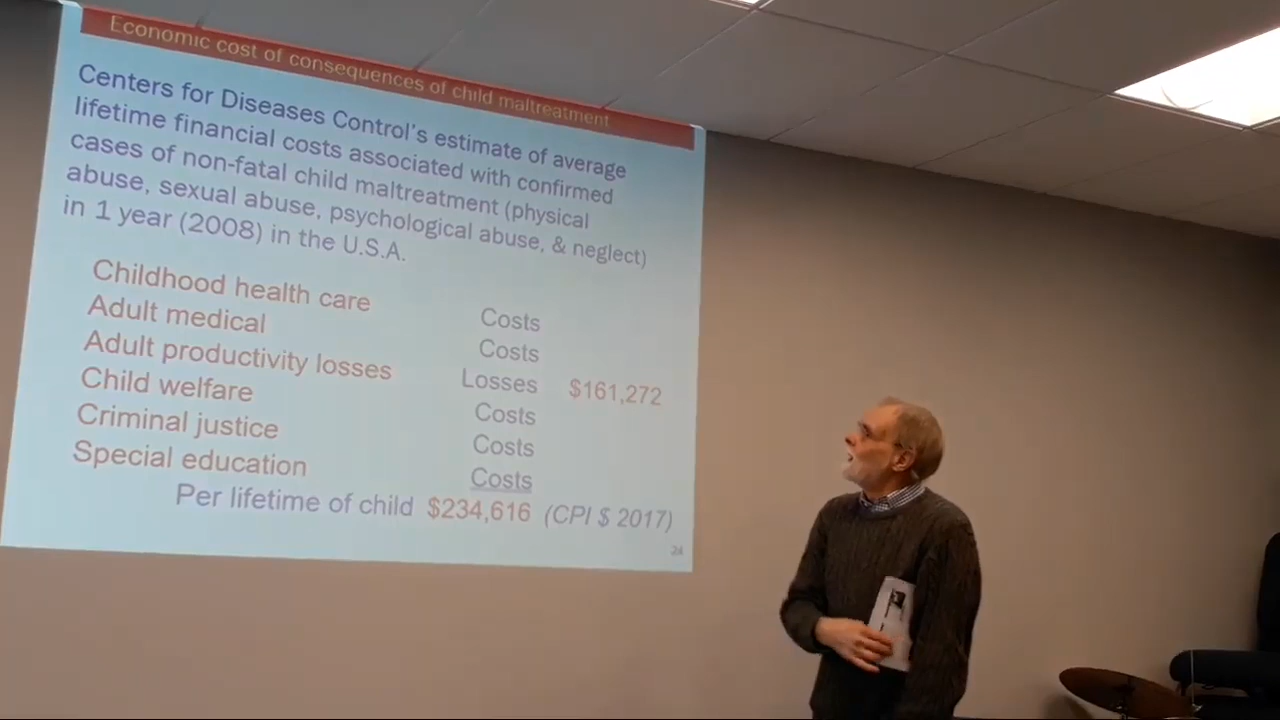 Economic cost of consequences of child maltreatment
Centers for Diseases Control's estimate of average
lifetime financial costs associated with confirmed
cases of non-fatal child maltreatment (physical
abuse, sexual abuse, psychological abuse, & neglect)
in 1 year (2008) in the U.S.A.
Childhood health care Costs
Adult medical Costs
Adult productivity losses Losses $161,272
Child welfare Costs
Criminal justice Costs
Special education Costs
Per lifetime of child $234,616 (CPI $ 2017)
24